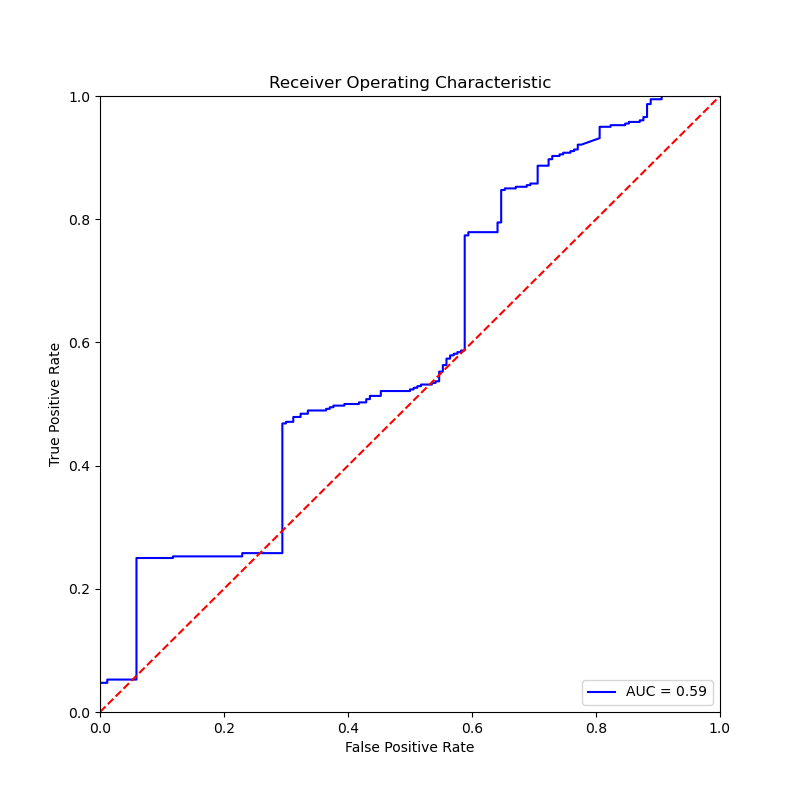 Receiver Operating Characteristic
1.0
0.8
0.6
0.4
0.2
0.0
True Positive Rate
AUC = 0.59
0.0 0.2 0.4 0.6 0.8 1.0
False Positive Rate